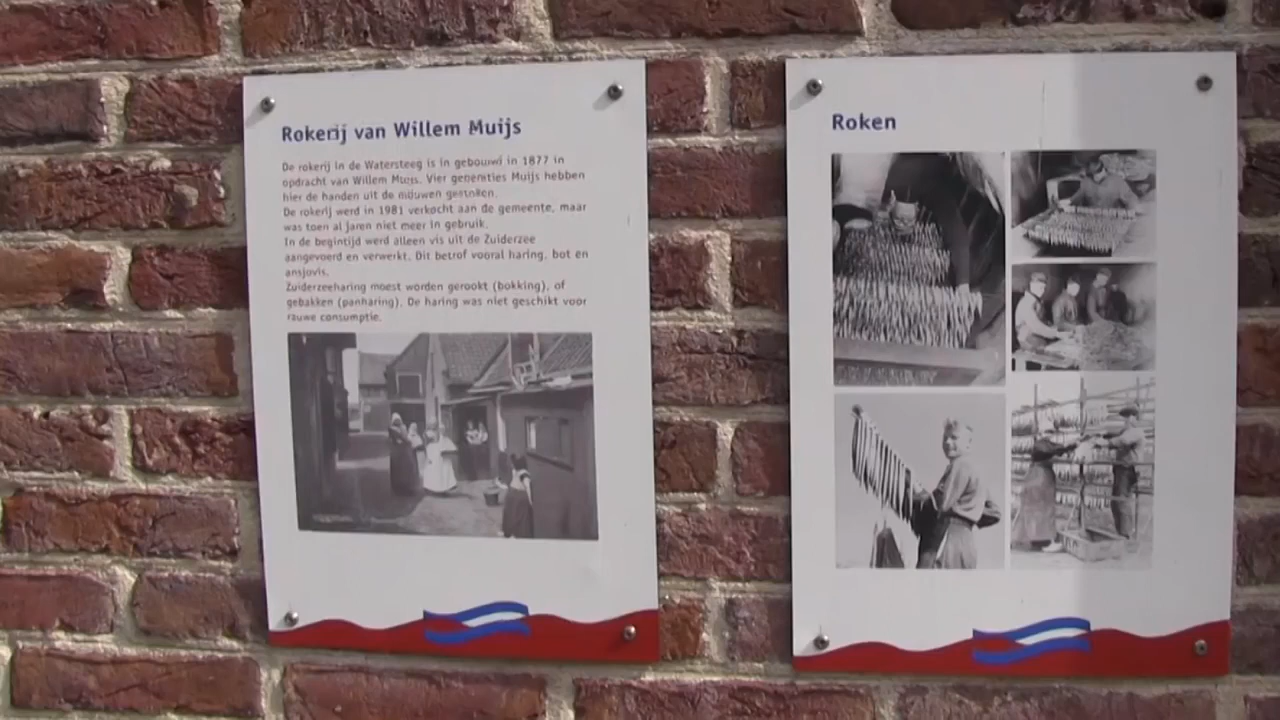 Rokerij van Willem Muijs
De rokerij in de Watersteeg is in gebouwd in 1877 in
opdracht van Willem Muijs. Vier generaties Muijs hebben
hier de handen uit de mouwen gestoken.
De rokerij werd in 1981 verkocht aan de gemeente, maar
was toen al jaren niet meer in gebruik.
In de begintijd werd alleen vis uit de Zuiderzee
aangevoerd en verwerkt. Dit betrof vooral haring, bot en
ansjovis.
Zuiderzeeharing moest worden gerookt (bokking), of
gebakken (panharing). De haring was niet geschikt voor
rauwe consumptie.
Roken